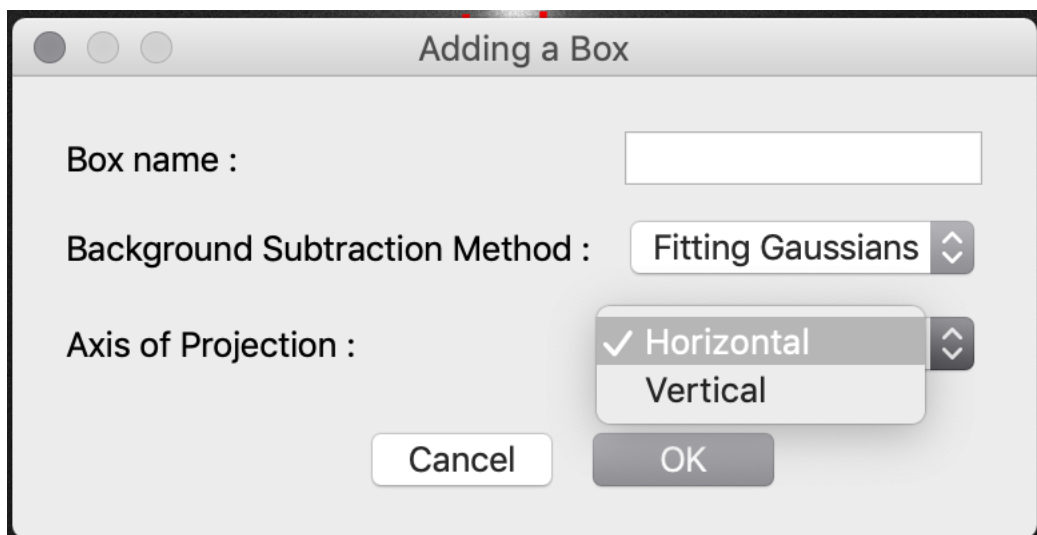 Adding a Box
Box name :
Background Subtraction Method : Fitting Gaussians
Axis of Projection : ✓ Horizontal
Vertical
Cancel OK